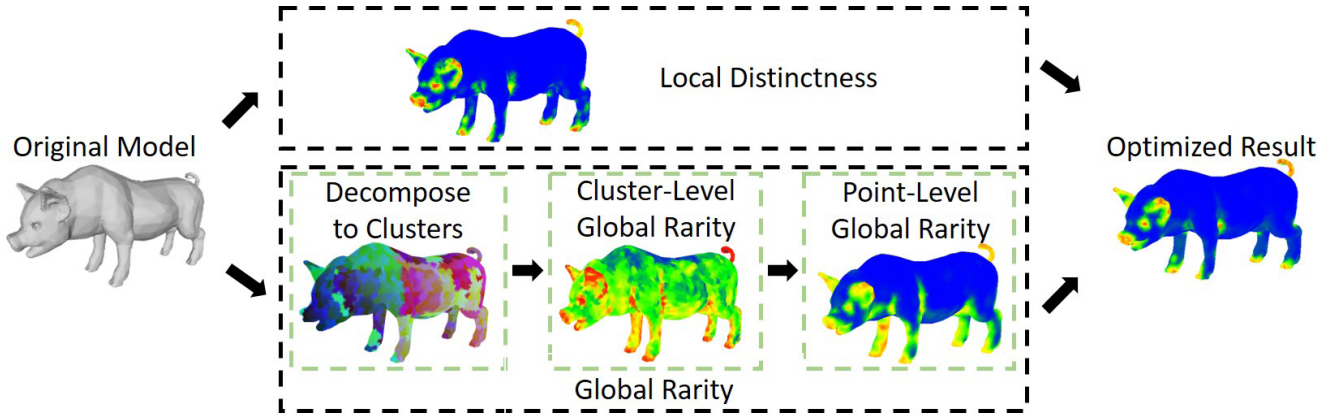 Original Model
Local Distinctness
Decompose
to Clusters
Cluster-Level
Global Rarity
Point-Level
Global Rarity
Global Rarity
Optimized Result